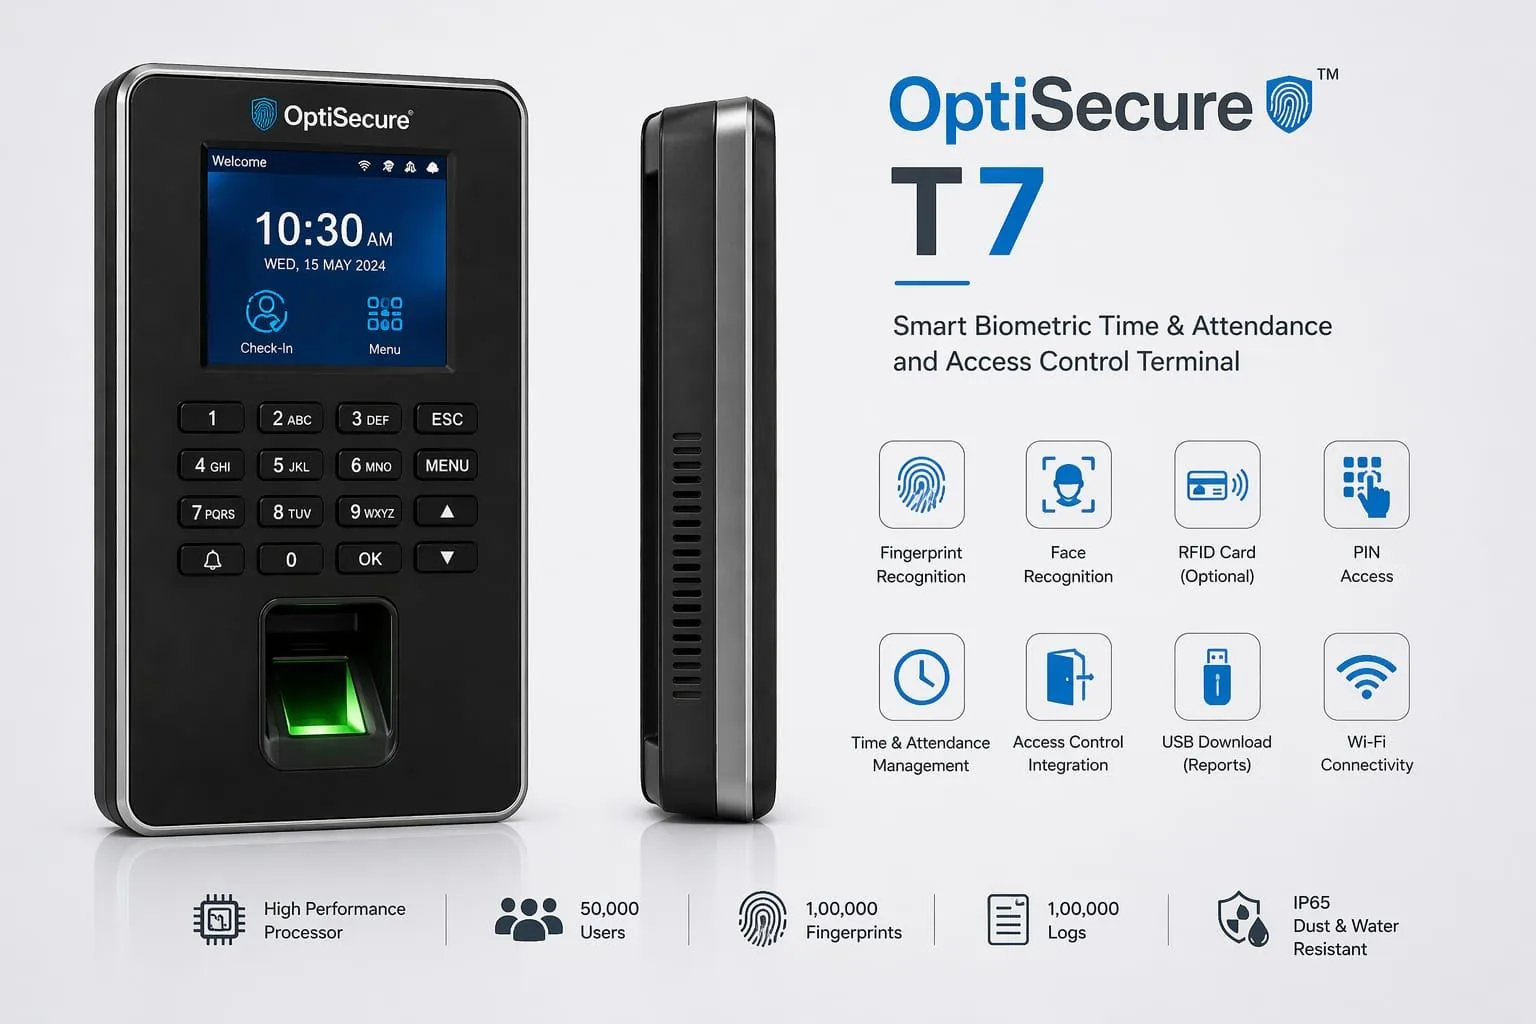 OptiSecure
Welcome
10:30 AM
WED, 15 MAY 2024
Check-In
Menu
1
2 ABC
3 DEF
ESC
4 GHI
5 JKL
6 MNO
MENU
7 PQRS
8 TUV
9 WXYZ
▲
0
OK
▼
OptiSecure ™
T7
Smart Biometric Time & Attendance
and Access Control Terminal
Fingerprint
Recognition
Face
Recognition
RFID Card
(Optional)
PIN
Access
Time & Attendance
Management
Access Control
Integration
USB Download
(Reports)
Wi-Fi
Connectivity
High Performance
Processor
50,000
Users
1,00,000
Fingerprints
1,00,000
Logs
IP65
Dust & Water
Resistant